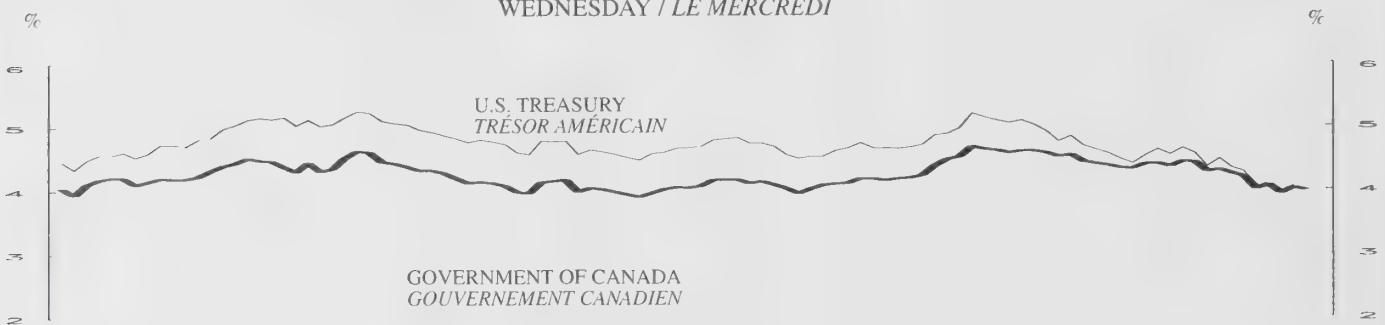 WEDNESDAY / LE MERCREDI
% %
6 6
U.S. TREASURY
TRÉSOR AMÉRICAIN
5 5
4 4
3 3
GOVERNMENT OF CANADA
GOUVERNEMENT CANADIEN
2 2